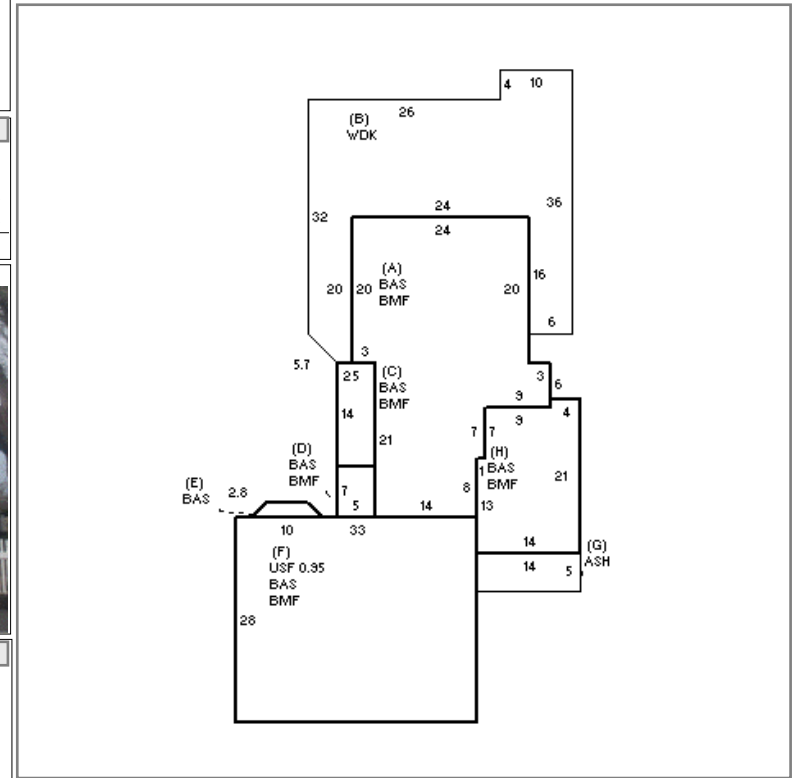 4 10
26
(B)
WDK
24
32
36
24
(A)
BAS
BMF
16
20 20
20
6
3
5.7
25
(C)
BAS
BMF
3
6
9
4
14
9
7 7
21
(D)
BAS
BMF
(H)
BAS
BMF
1
21
(E)
BAS
2.8
7
8
5
14
13
10
33
14
(G)
ASH
(F)
USF 0.95
BAS
BMF
14
5
28